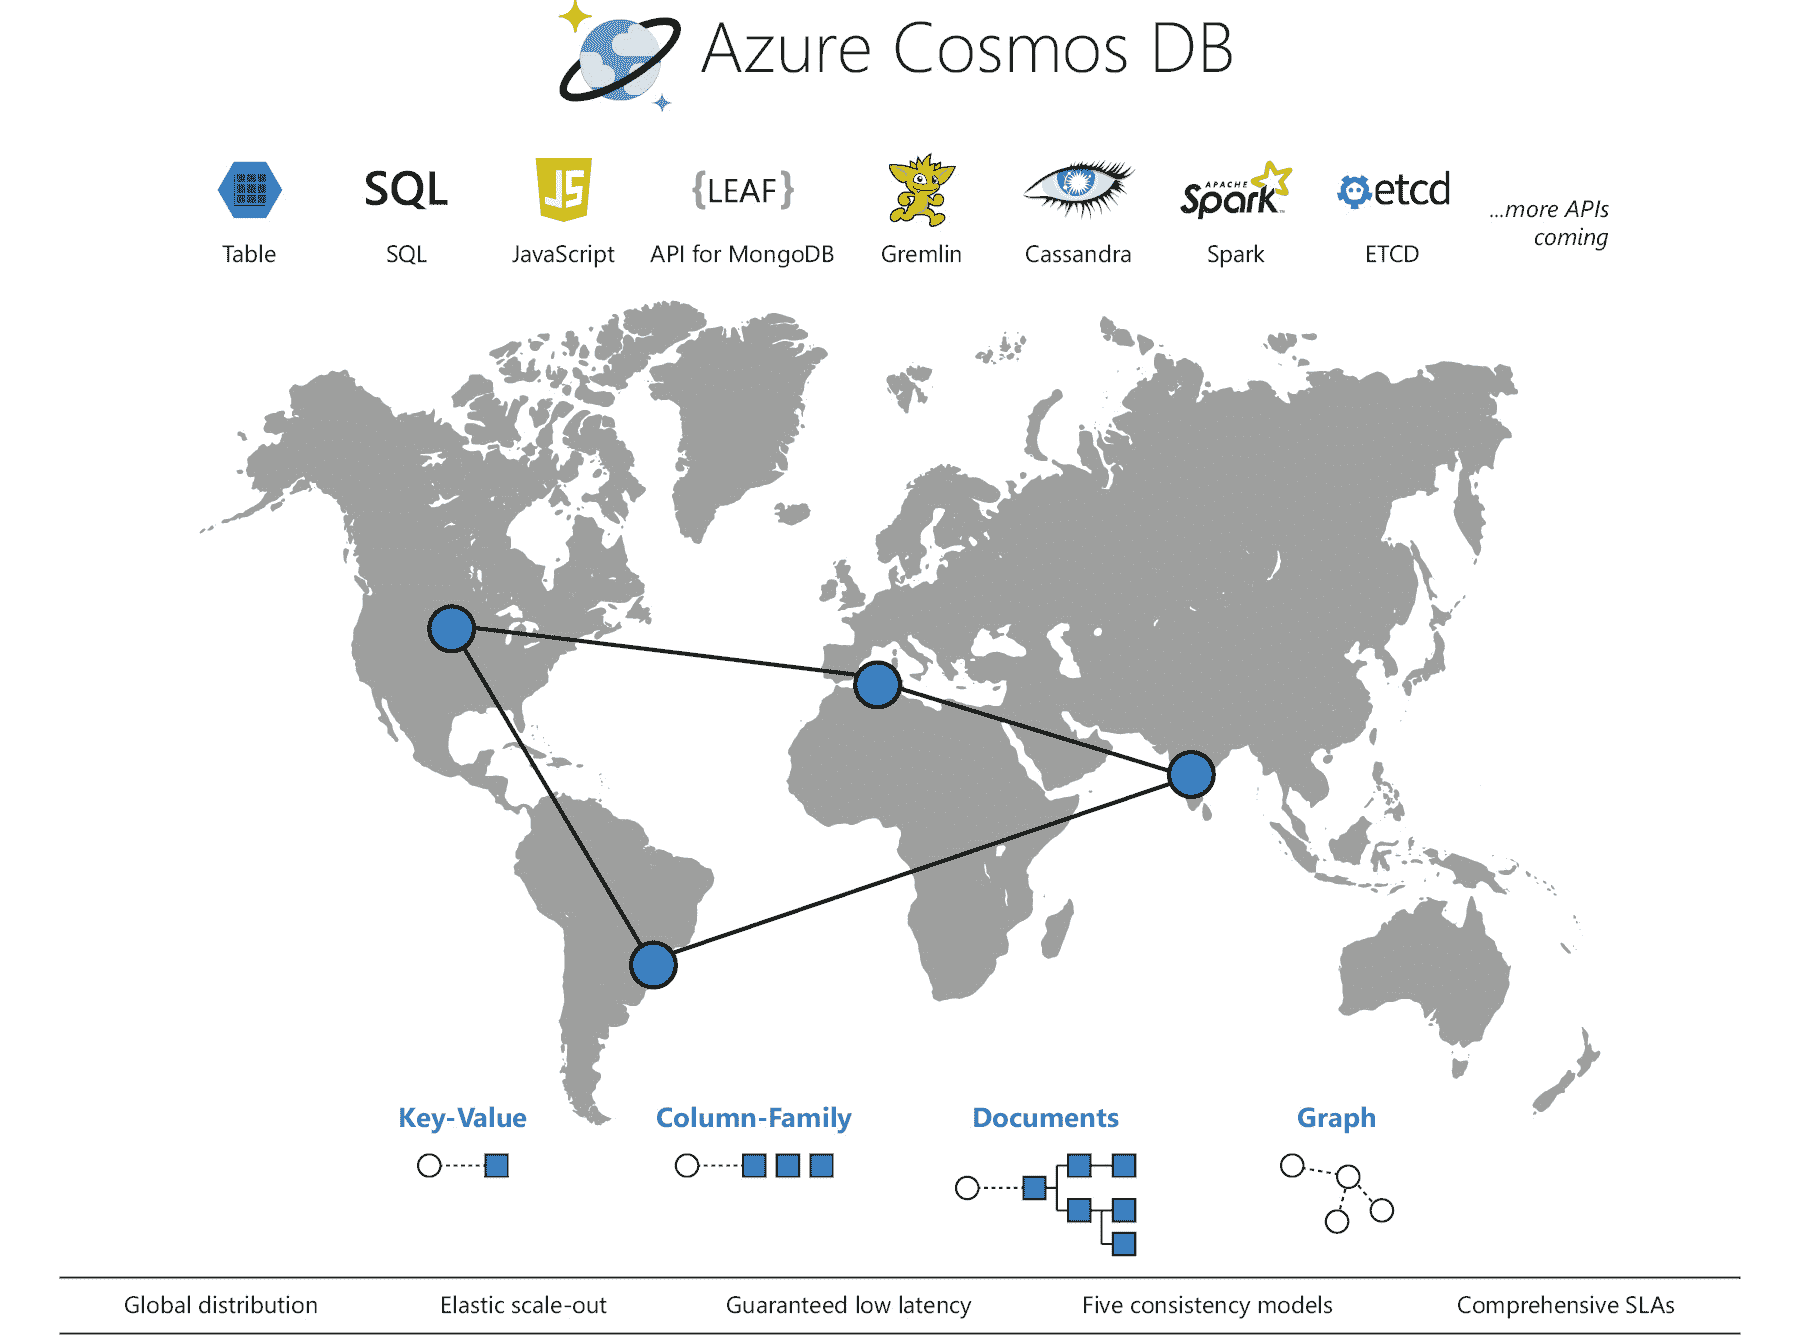 Azure Cosmos DB
SQL
JS
{LEAF}
APACHE
Spark™
etcd
...more APIs
coming
Table
SQL
JavaScript
API for MongoDB
Gremlin
Cassandra
Spark
ETCD
Key-Value
Column-Family
Documents
Graph
Global distribution
Elastic scale-out
Guaranteed low latency
Five consistency models
Comprehensive SLAs